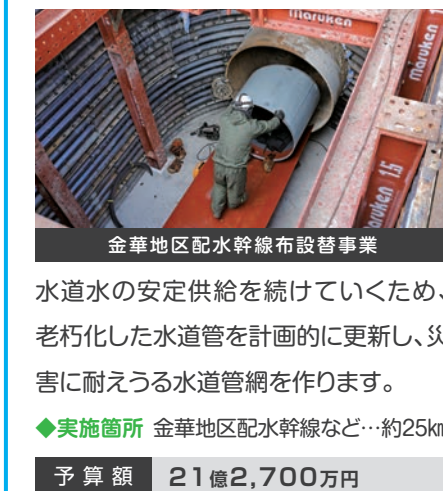 maruken
maruken
maruken 15
金華地区配水幹線布設替事業
水道水の安定供給を続けていくため、
老朽化した水道管を計画的に更新し、災
害に耐えうる水道管網を作ります。
◆実施箇所 金華地区配水幹線など…約25㎞
予算額 21億2,700万円